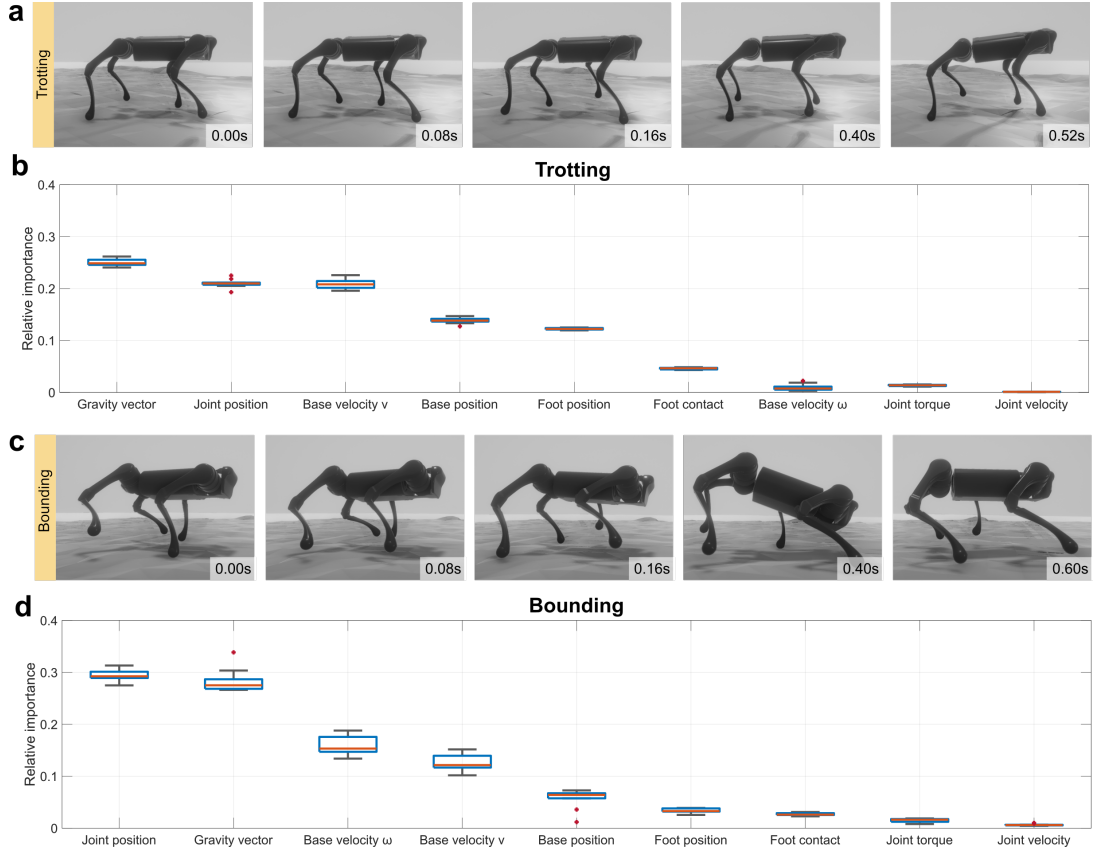 a
Trotting
0.00s 0.08s 0.16s 0.40s 0.52s
b
Trotting
Relative importance
0.4
0.3
0.2
0.1
0
Gravity vector Joint position Base velocity v Base position Foot position Foot contact Base velocity ω Joint torque Joint velocity
c
Bounding
0.00s 0.08s 0.16s 0.40s 0.60s
d
Bounding
Relative importance
0.4
0.3
0.2
0.1
0
Joint position Gravity vector Base velocity ω Base velocity v Base position Foot position Foot contact Joint torque Joint velocity